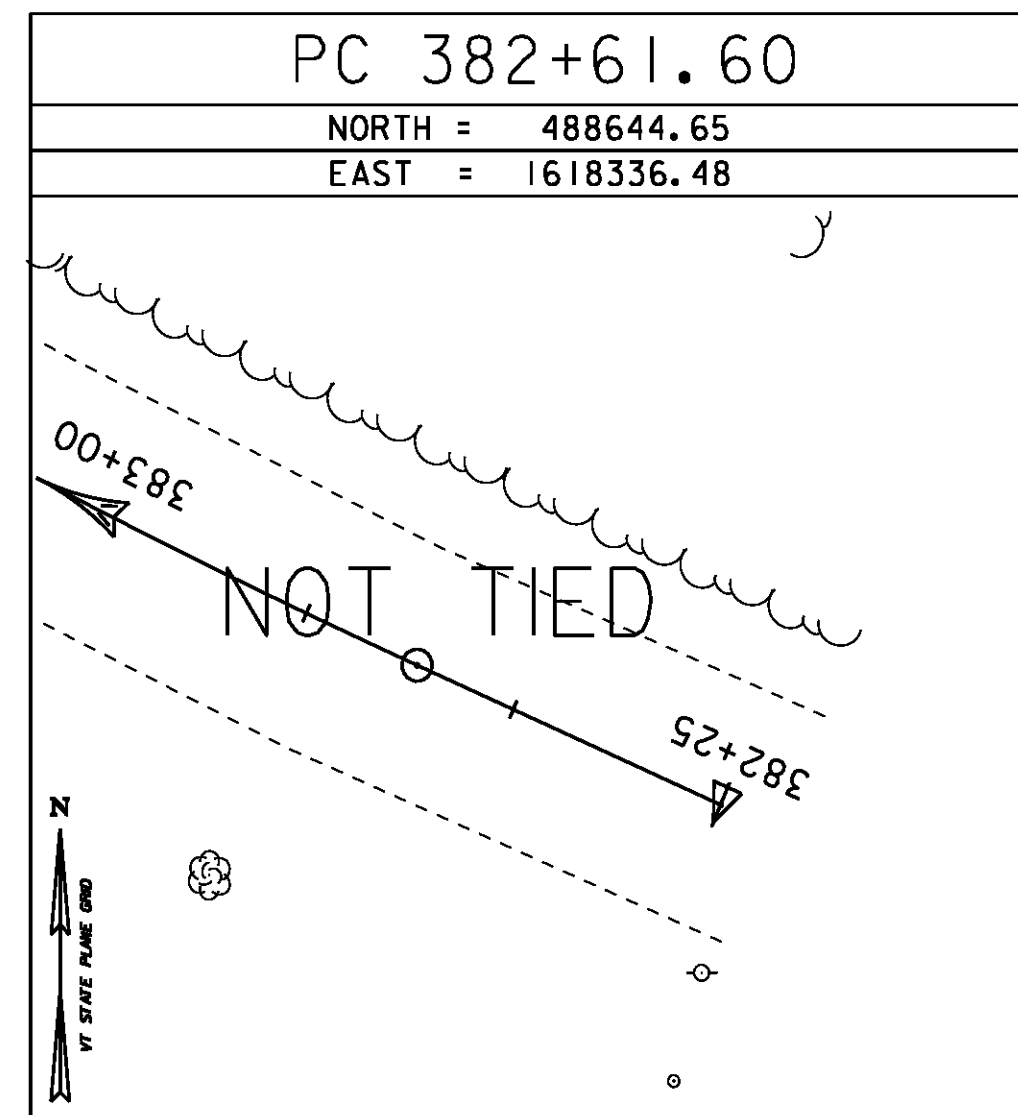 PC 382+61.60
NORTH = 488644.65
EAST = 1618336.48
383+00
NOT TIED
382+25
N
VT STATE PLANE GRID